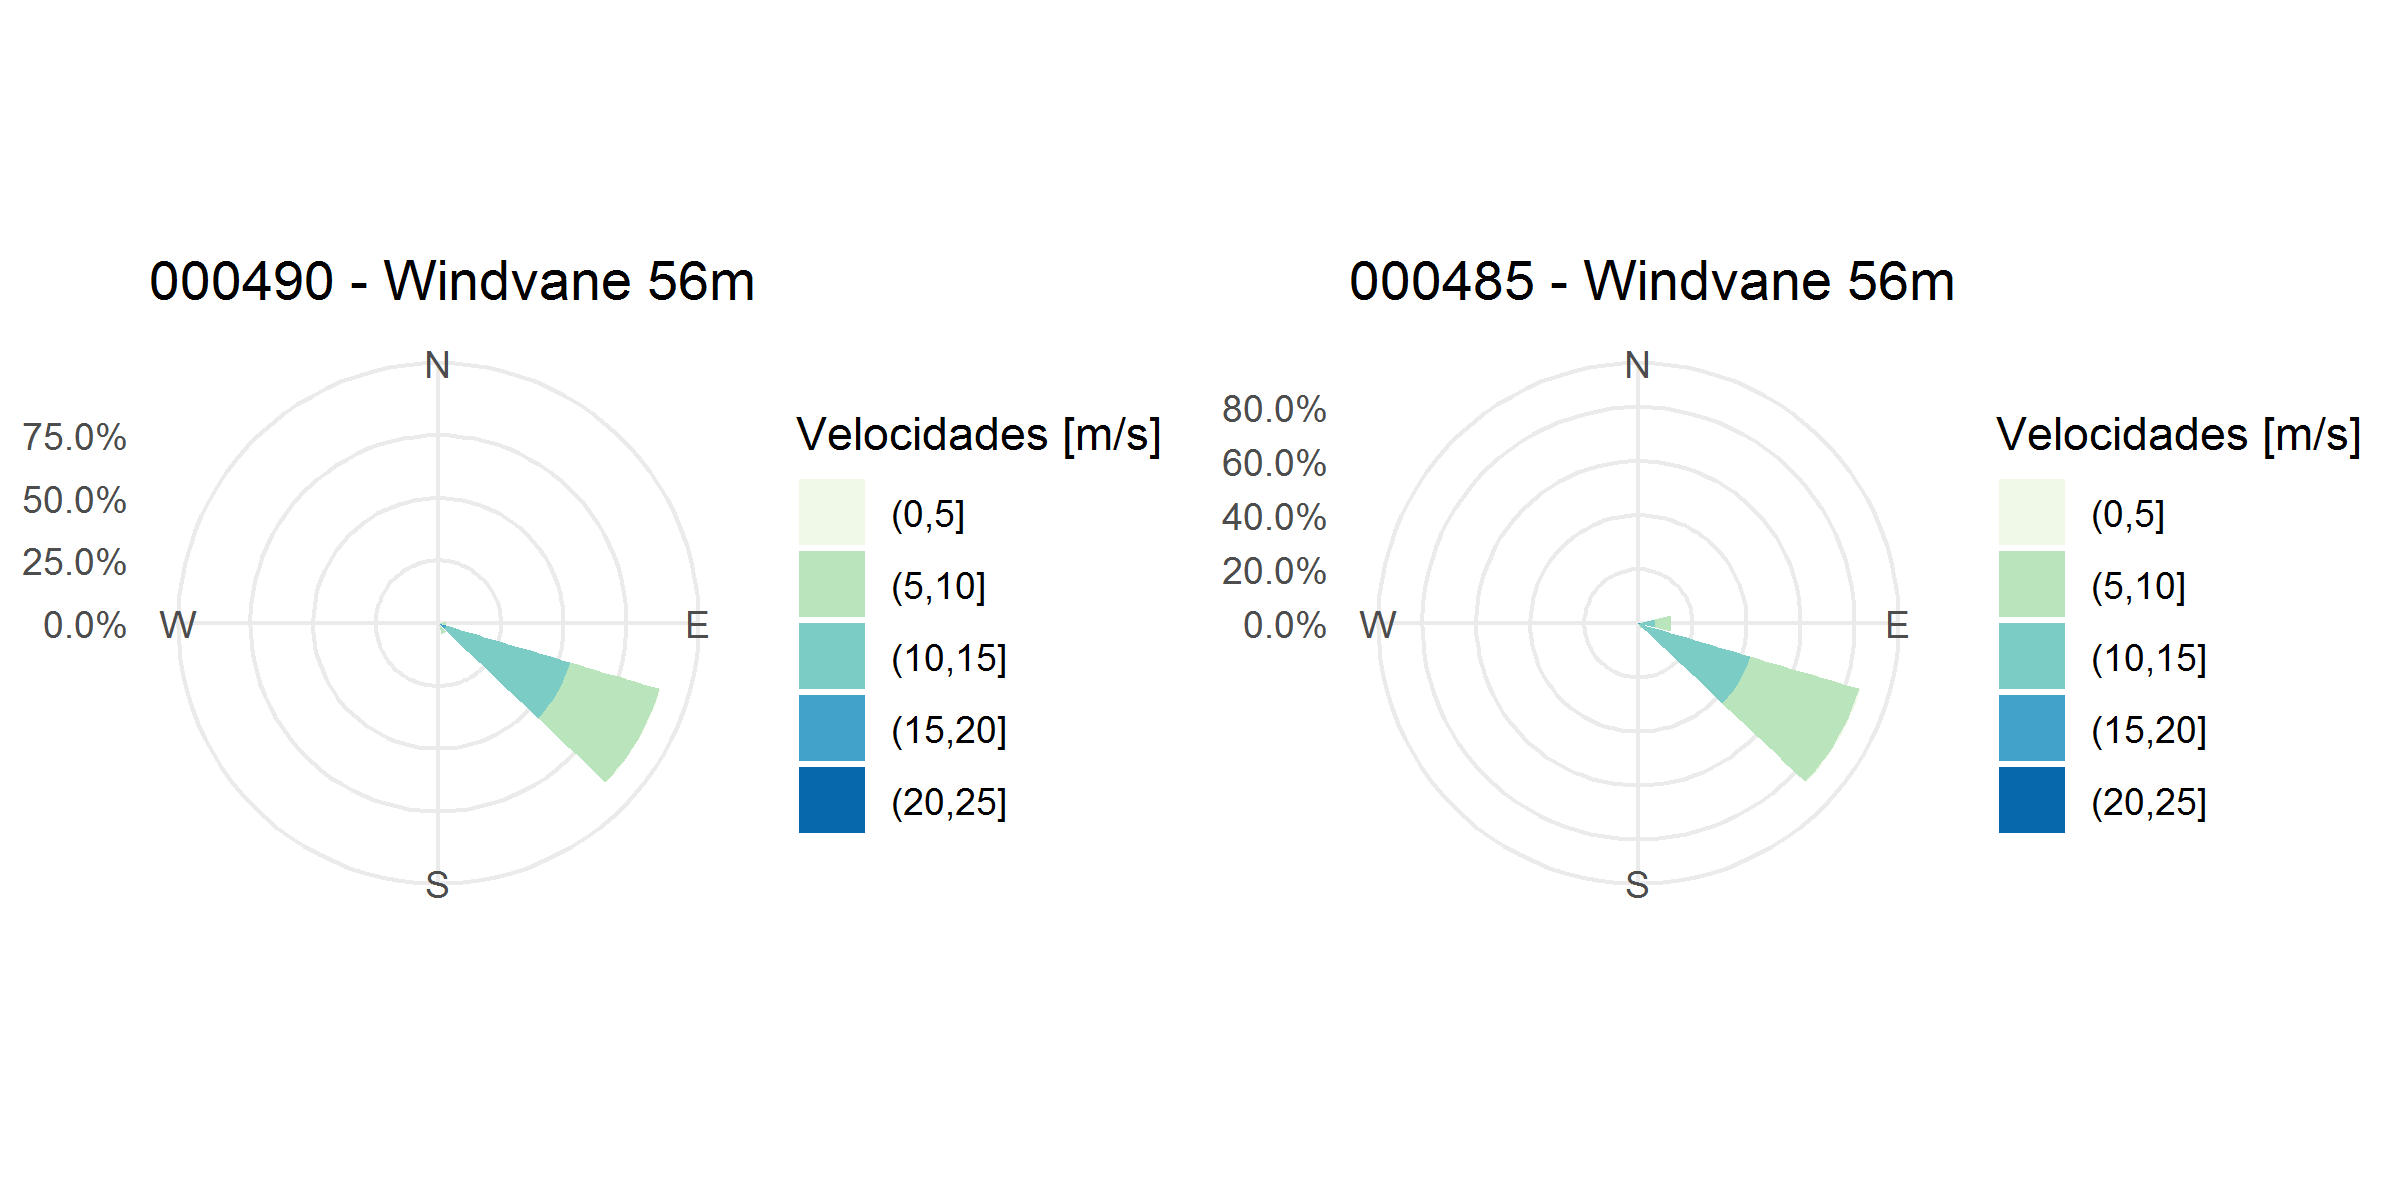 000490 - Windvane 56m
N
75.0%
50.0%
25.0%
0.0%
W
E
S
Velocidades [m/s]
(0,5]
(5,10]
(10,15]
(15,20]
(20,25]
000485 - Windvane 56m
N
80.0%
60.0%
40.0%
20.0%
0.0%
W
E
S
Velocidades [m/s]
(0,5]
(5,10]
(10,15]
(15,20]
(20,25]